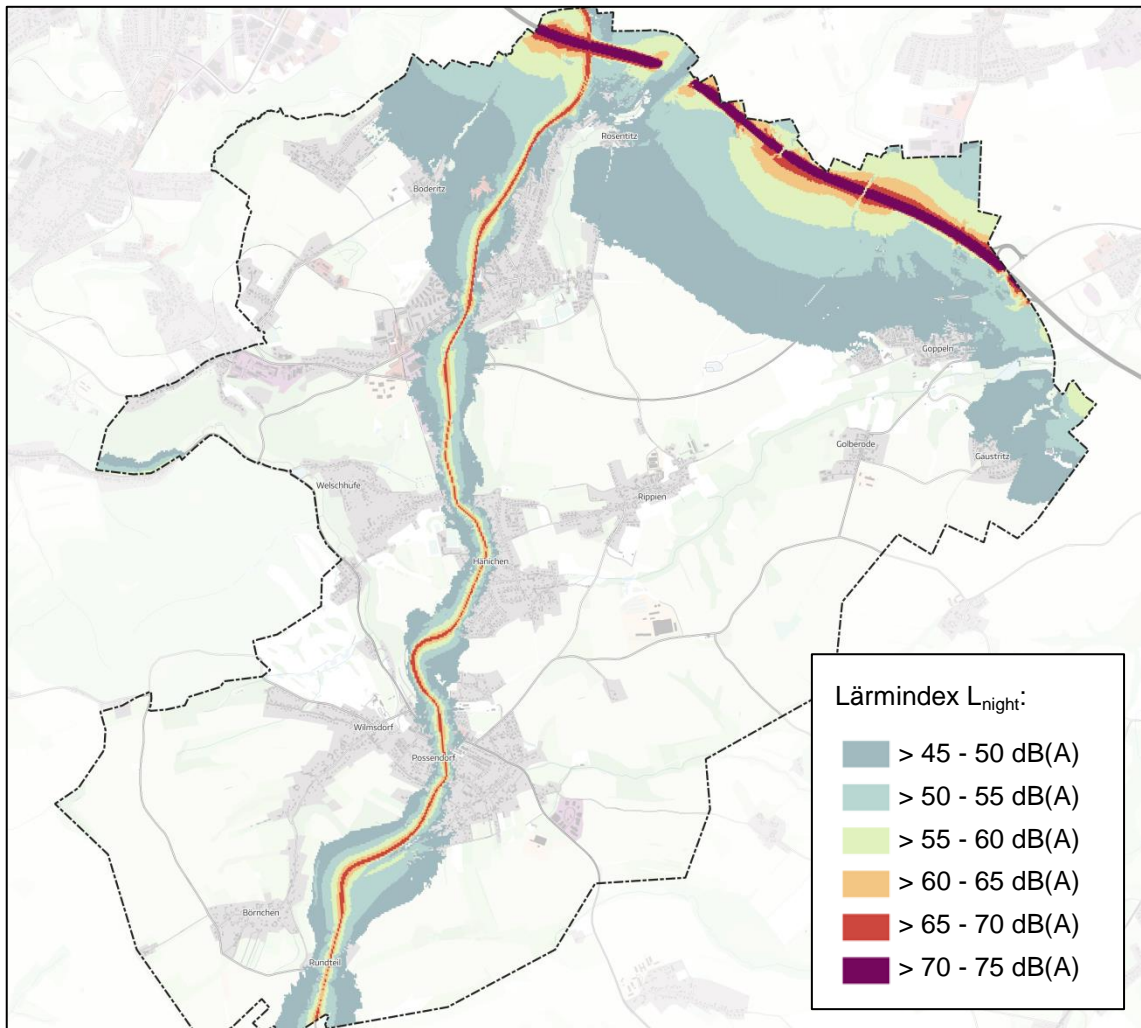 Rosentitz
Boderitz
Goppeln
Golberode
Gaustritz
Welschhufe
Rippien
Hänichen
Wilmsdorf
Possendorf
Börnchen
Rundteil
Lärmindex Lnight:
> 45 - 50 dB(A)
> 50 - 55 dB(A)
> 55 - 60 dB(A)
> 60 - 65 dB(A)
> 65 - 70 dB(A)
> 70 - 75 dB(A)